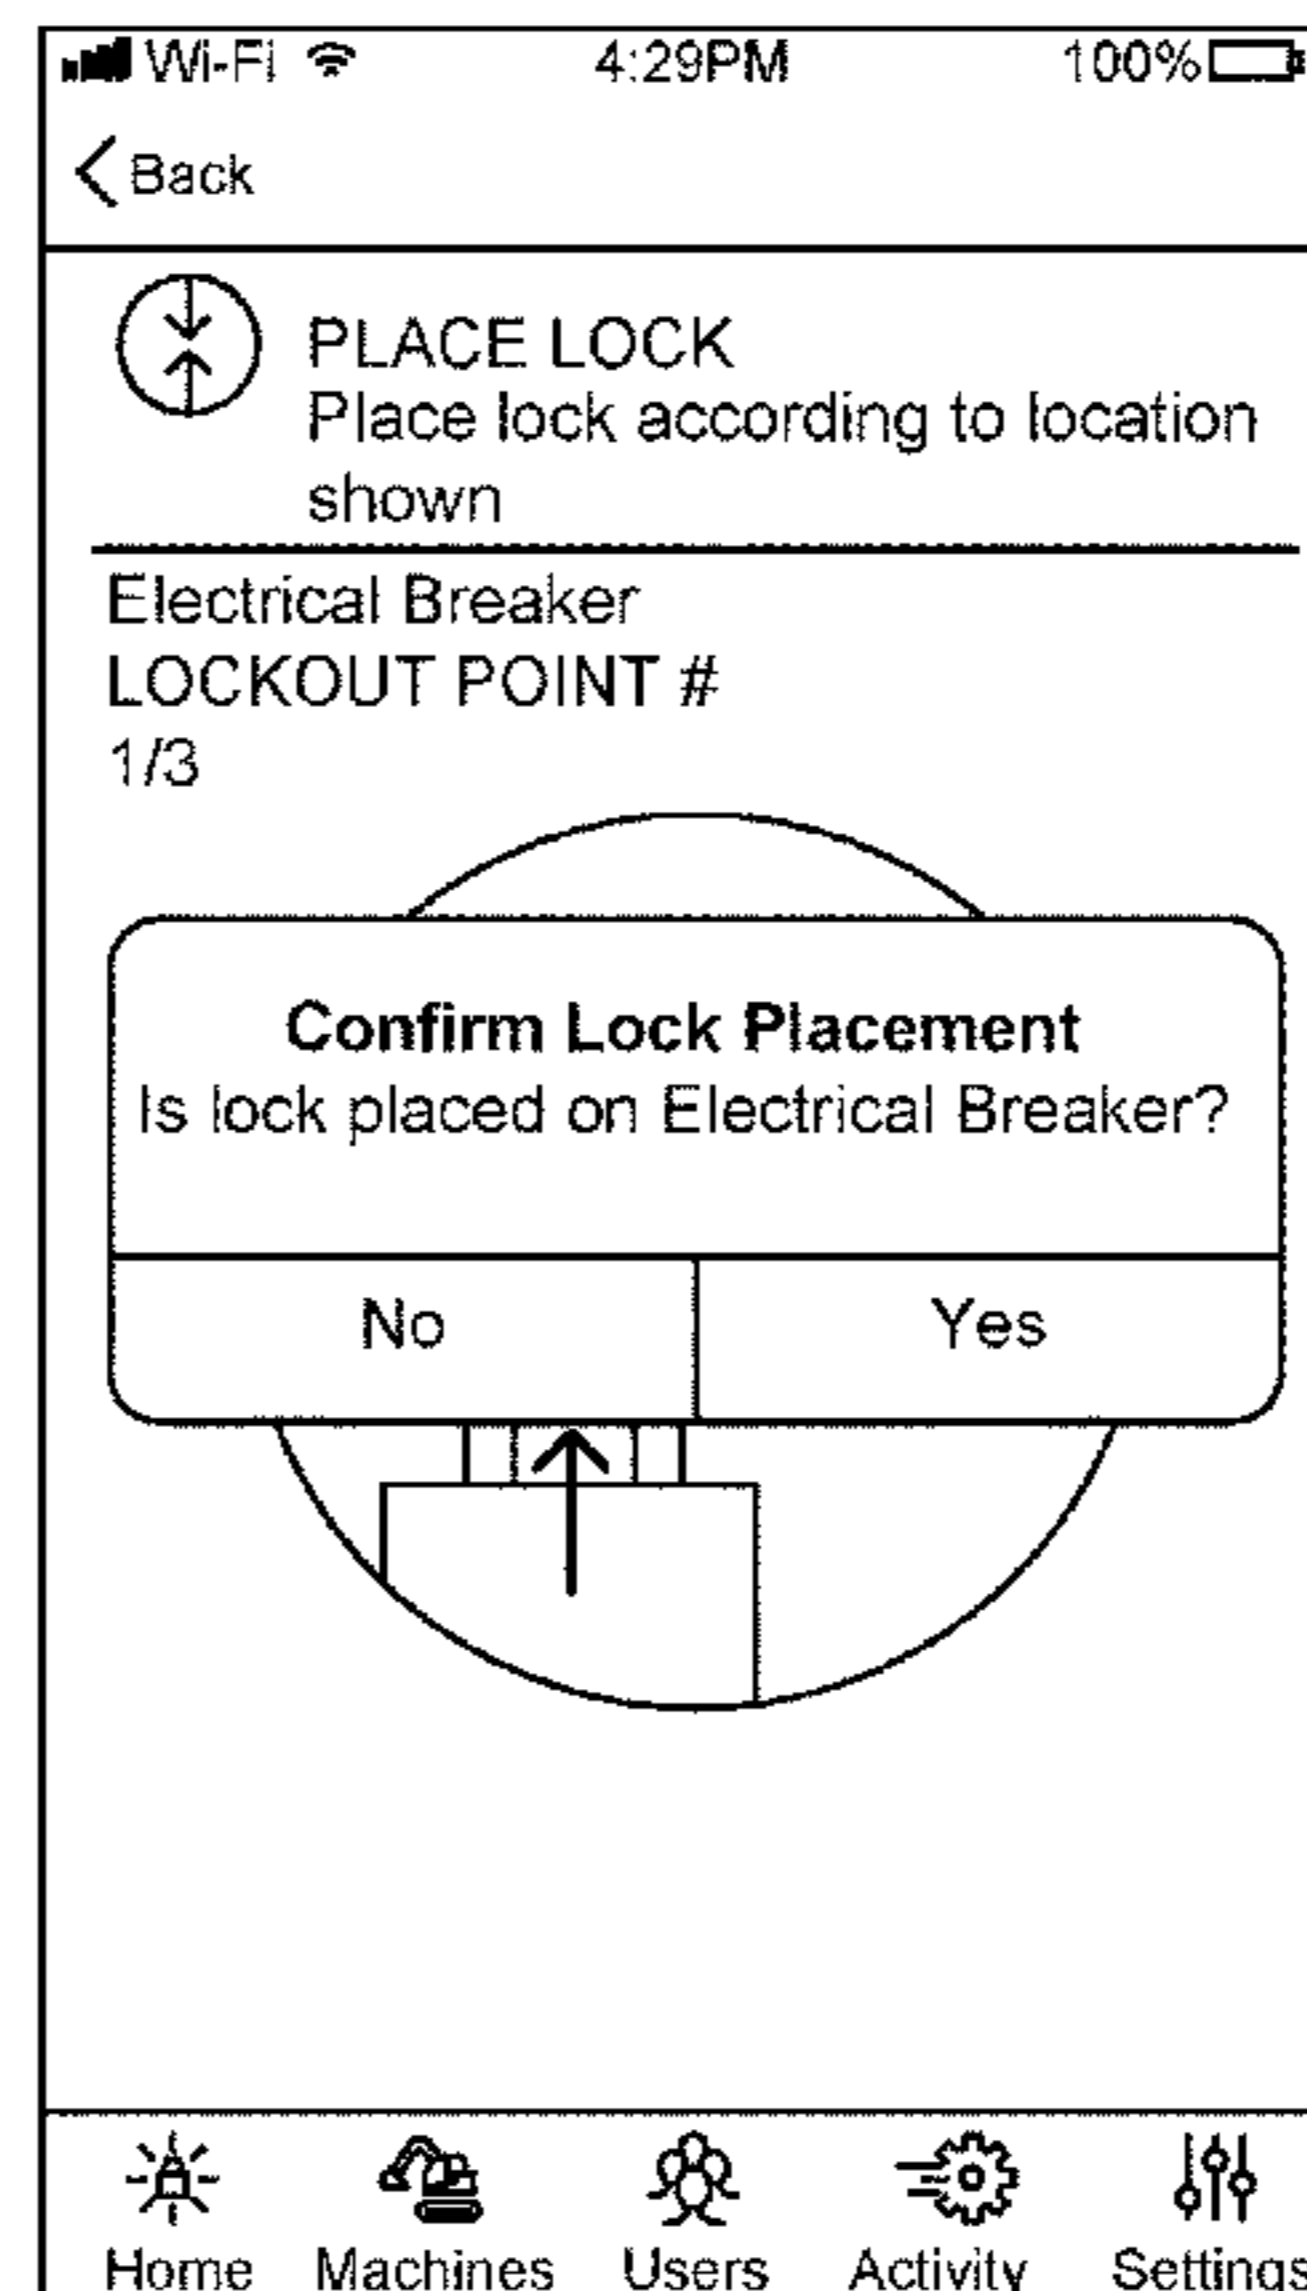 Wi-Fi 4:29PM 100%
Back
PLACE LOCK
Place lock according to location
shown
Electrical Breaker
LOCKOUT POINT #
1/3
Confirm Lock Placement
Is lock placed on Electrical Breaker?
No Yes
Home Machines Users Activity Settings